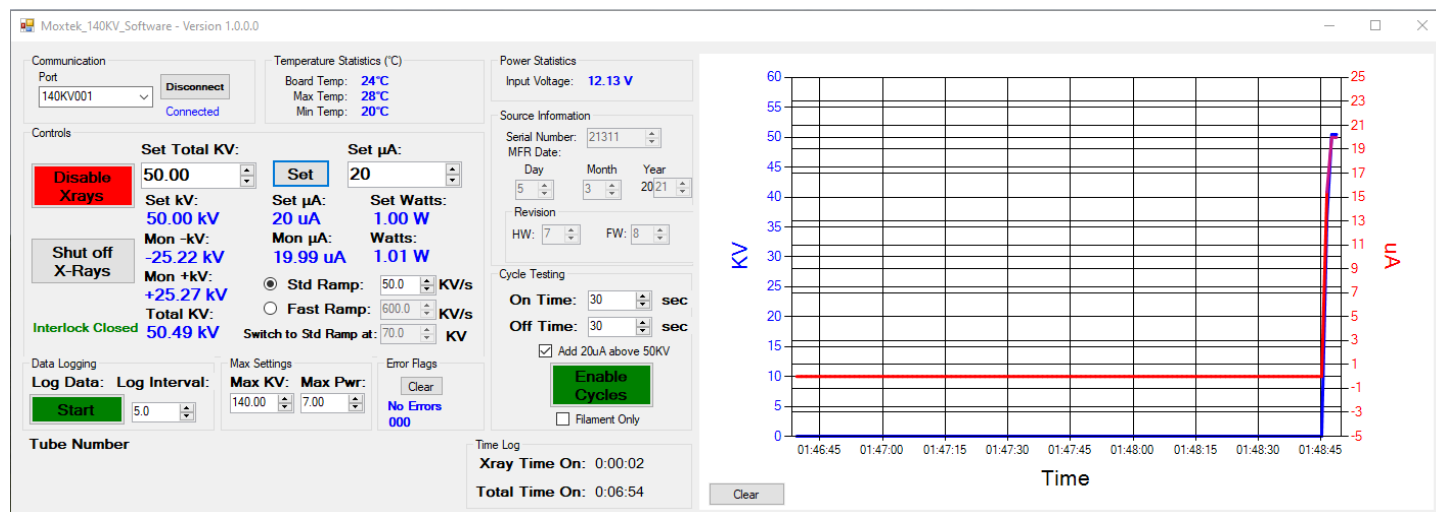 Moxtek_140KV_Software - Version 1.0.0.0
Communication
Port
140KV001
Disconnect
Connected
Temperature Statistics (°C)
Board Temp: 24°C
Max Temp: 28°C
Min Temp: 20°C
Power Statistics
Input Voltage: 12.13 V
Controls
Disable
Xrays
Shut off
X-Rays
Interlock Closed
Set Total KV:
50.00
Set
Set µA:
20
Set kV:
50.00 kV
Set µA:
20 uA
Set Watts:
1.00 W
Mon -kV:
-25.22 kV
Mon µA:
19.99 uA
Watts:
1.01 W
Mon +kV:
+25.27 kV
Total KV:
50.49 kV
Std Ramp: 50.0 KV/s
Fast Ramp: 600.0 KV/s
Switch to Std Ramp at: 70.0 KV
Source Information
Serial Number: 21311
MFR Date:
Day Month Year
5 3 2021
Revision
HW: 7 FW: 8
Cycle Testing
On Time: 30 sec
Off Time: 30 sec
Add 20uA above 50KV
Enable
Cycles
Filament Only
Data Logging
Log Data: Log Interval:
Start 5.0
Max Settings
Max KV: Max Pwr:
140.00 7.00
Error Flags
Clear
No Errors
000
Tube Number
Time Log
Xray Time On: 0:00:02
Total Time On: 0:06:54
KV
60
55
50
45
40
35
30
25
20
15
10
5
0
25
23
21
19
17
15
13
11
9
7
5
3
1
-1
-3
-5
uA
01:46:45 01:47:00 01:47:15 01:47:30 01:47:45 01:48:00 01:48:15 01:48:30 01:48:45
Time
Clear